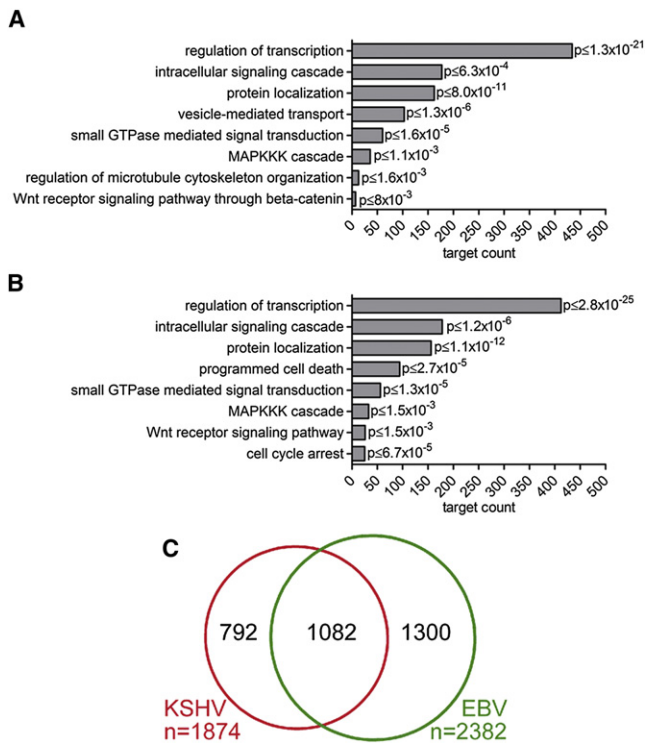 A
regulation of transcription p≤1.3x10⁻²¹
intracellular signaling cascade p≤6.3x10⁻⁴
protein localization p≤8.0x10⁻¹¹
vesicle-mediated transport p≤1.3x10⁻⁶
small GTPase mediated signal transduction p≤1.6x10⁻⁵
MAPKKK cascade p≤1.1x10⁻³
regulation of microtubule cytoskeleton organization p≤1.6x10⁻³
Wnt receptor signaling pathway through beta-catenin p≤8x10⁻³
0 50 100 150 200 250 300 350 400 450 500
target count
B
regulation of transcription p≤2.8x10⁻²⁵
intracellular signaling cascade p≤1.2x10⁻⁶
protein localization p≤1.1x10⁻¹²
programmed cell death p≤2.7x10⁻⁵
small GTPase mediated signal transduction p≤1.3x10⁻⁵
MAPKKK cascade p≤1.5x10⁻³
Wnt receptor signaling pathway p≤1.5x10⁻³
cell cycle arrest p≤6.7x10⁻⁵
0 50 100 150 200 250 300 350 400 450 500
target count
C
792 1082 1300
KSHV EBV
n=1874 n=2382